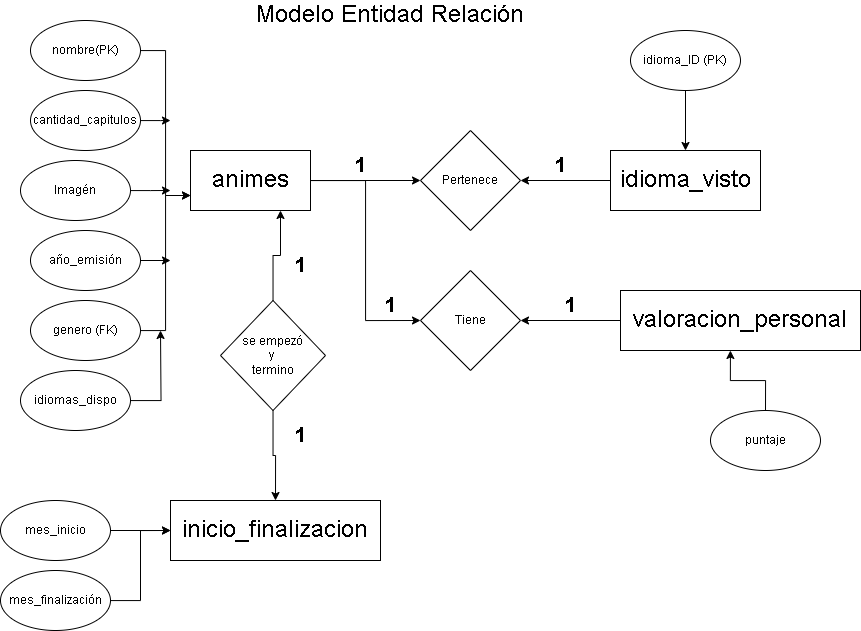 Modelo Entidad Relación
nombre(PK)
cantidad_capitulos
Imagén
año_emisión
genero (FK)
idiomas_dispo
animes
1
Pertenece
1
idioma_ID (PK)
idioma_visto
1
Tiene
1
valoracion_personal
puntaje
1
se empezó
y
termino
1
inicio_finalizacion
mes_inicio
mes_finalización